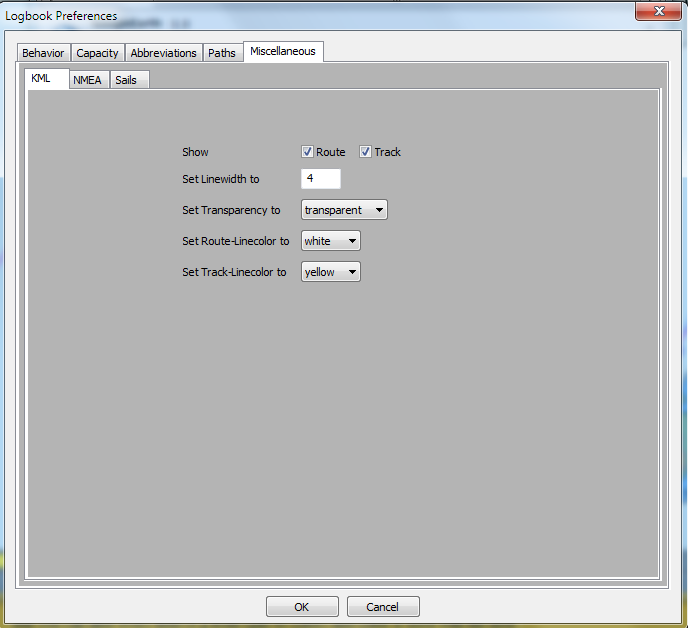 Logbook Preferences
Behavior Capacity Abbreviations Paths Miscellaneous
KML NMEA Sails
Show Route Track
Set Linewidth to 4
Set Transparency to transparent
Set Route-Linecolor to white
Set Track-Linecolor to yellow
OK Cancel